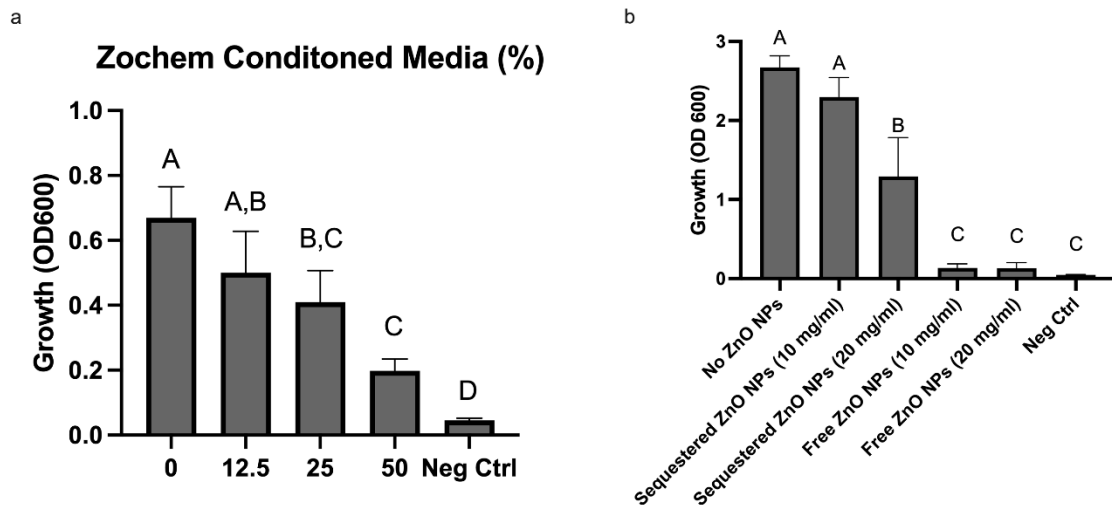 a
Zochem Conditoned Media (%)
Growth (OD600)
1.0
0.8
0.6
0.4
0.2
0.0
A
A,B
B,C
C
D
0 12.5 25 50 Neg Ctrl
b
Growth (OD 600)
3
2
1
0
A
A
B
C
C
C
No ZnO NPs
Sequestered ZnO NPs (10 mg/ml)
Sequestered ZnO NPs (20 mg/ml)
Free ZnO NPs (10 mg/ml)
Free ZnO NPs (20 mg/ml)
Neg Ctrl